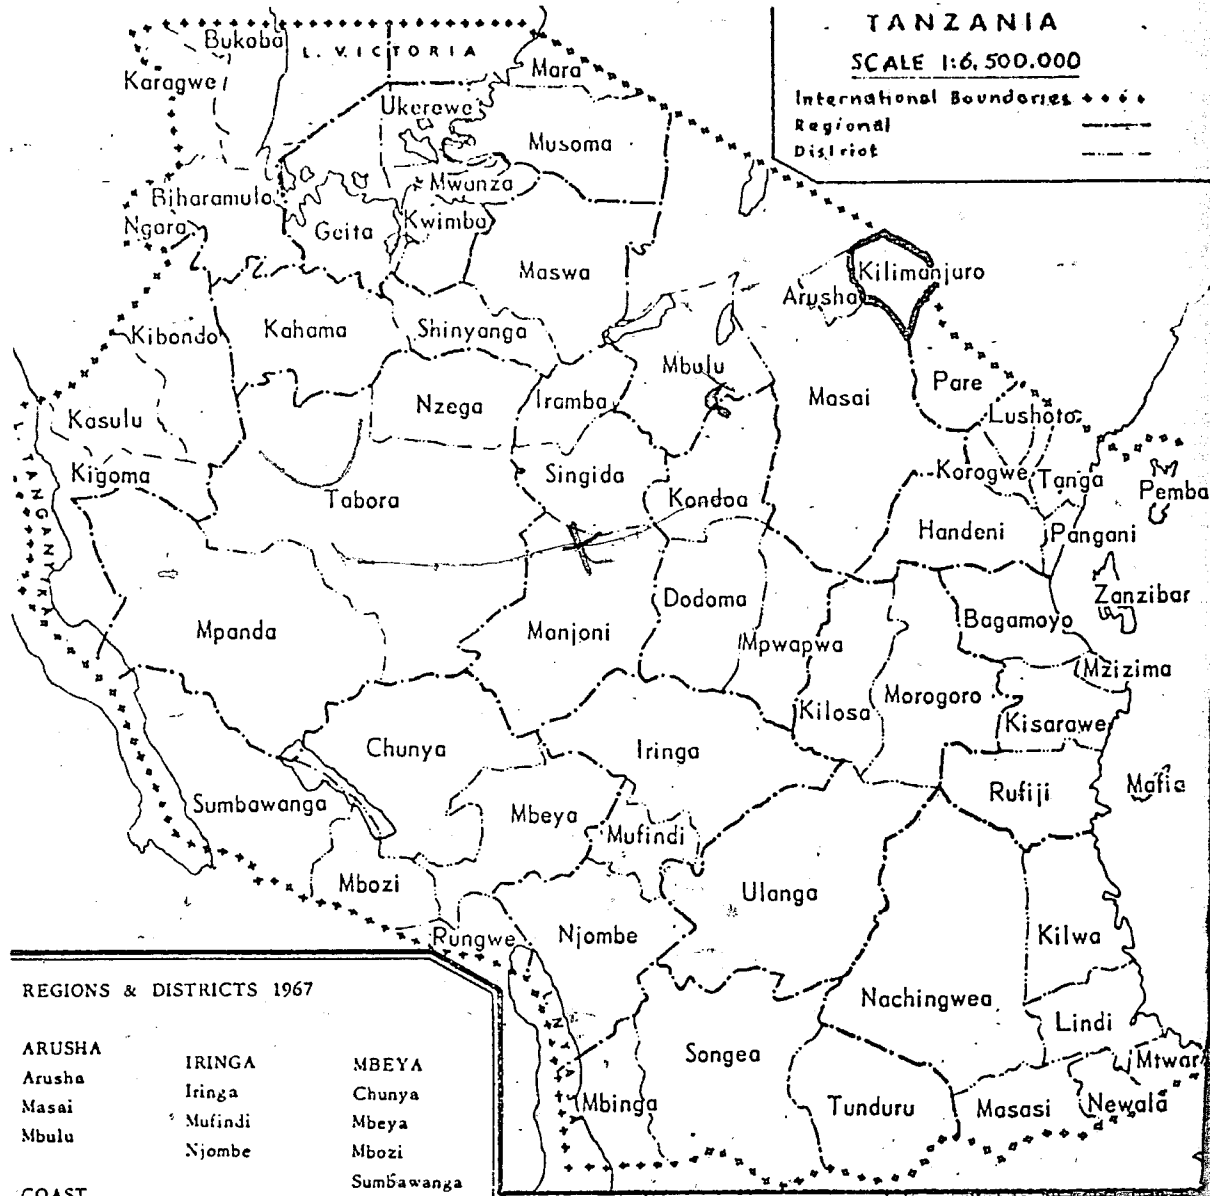 TANZANIA
SCALE 1:6.500.000
International Boundaries
Regional
District
Bukoba
L. VICTORIA
Karagwe
Mara
Ukerewe
Musoma
Biharamulo
Mwanza
Ngara
Geita
Kwimba
Maswa
Kilimanjaro
Arusha
Kibondo
Kahama
Shinyanga
Mbulu
Masai
Pare
Nzega
Iramba
Lushoto
Kasulu
Kigoma
Singida
Korogwe
Tanga
Pemba
Tabora
Kondoa
Handeni
Pangani
L. TANGANYIKA
Dodoma
Zanzibar
Mpanda
Manjoni
Mpwapwa
Bagamoyo
Mzizima
Morogoro
Kilosa
Kisarawe
Chunya
Iringa
Sumbawanga
Rufiji
Mafia
Mbeya
Mufindi
Mbozi
Ulanga
Rungwe
Njombe
Kilwa
Nachingwea
Lindi
Songea
Mtwar
Mbinga
Tunduru
Masasi
Newala
REGIONS & DISTRICTS 1967
ARUSHA
Arusha
Masai
Mbulu
COAST
IRINGA
Iringa
Mufindi
Njombe
MBEYA
Chunya
Mbeya
Mbozi
Sumbawanga